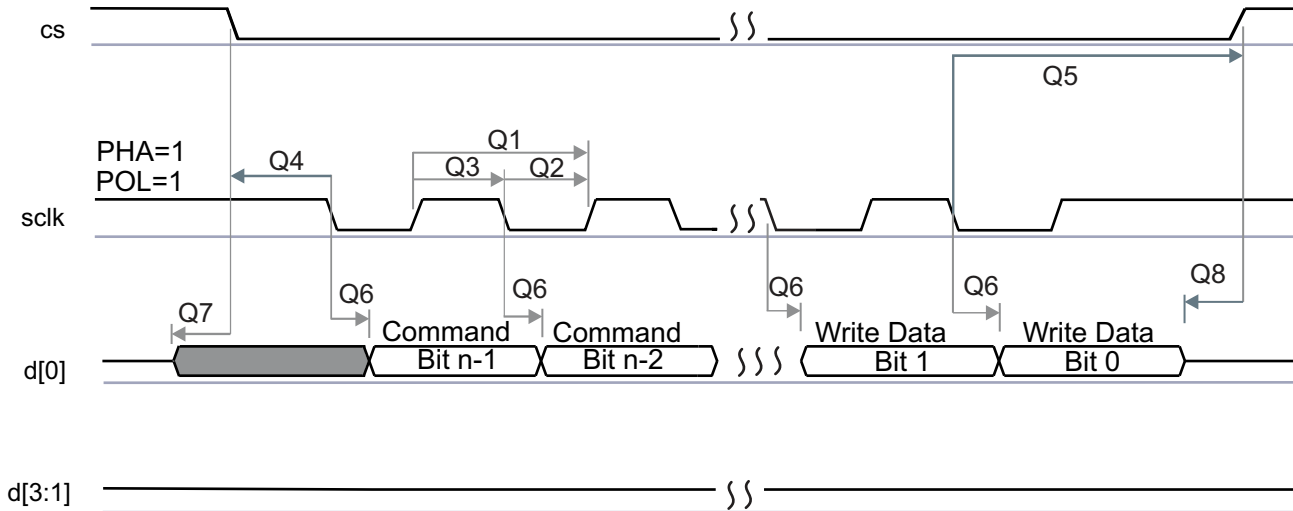 cs
Q5
PHA=1
POL=1
Q4
Q1
Q3
Q2
sclk
Q7
Q6
Q6
Q6
Q6
Q8
Command
Command
Write Data
Write Data
d[0]
Bit n-1
Bit n-2
Bit 1
Bit 0
d[3:1]